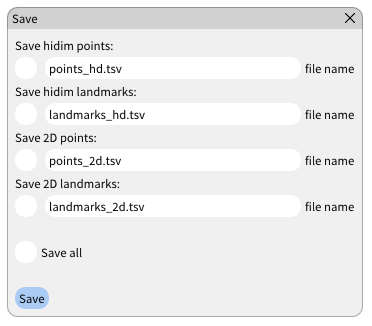 Save
Save hidim points:
points_hd.tsv file name
Save hidim landmarks:
landmarks_hd.tsv file name
Save 2D points:
points_2d.tsv file name
Save 2D landmarks:
landmarks_2d.tsv file name
Save all
Save